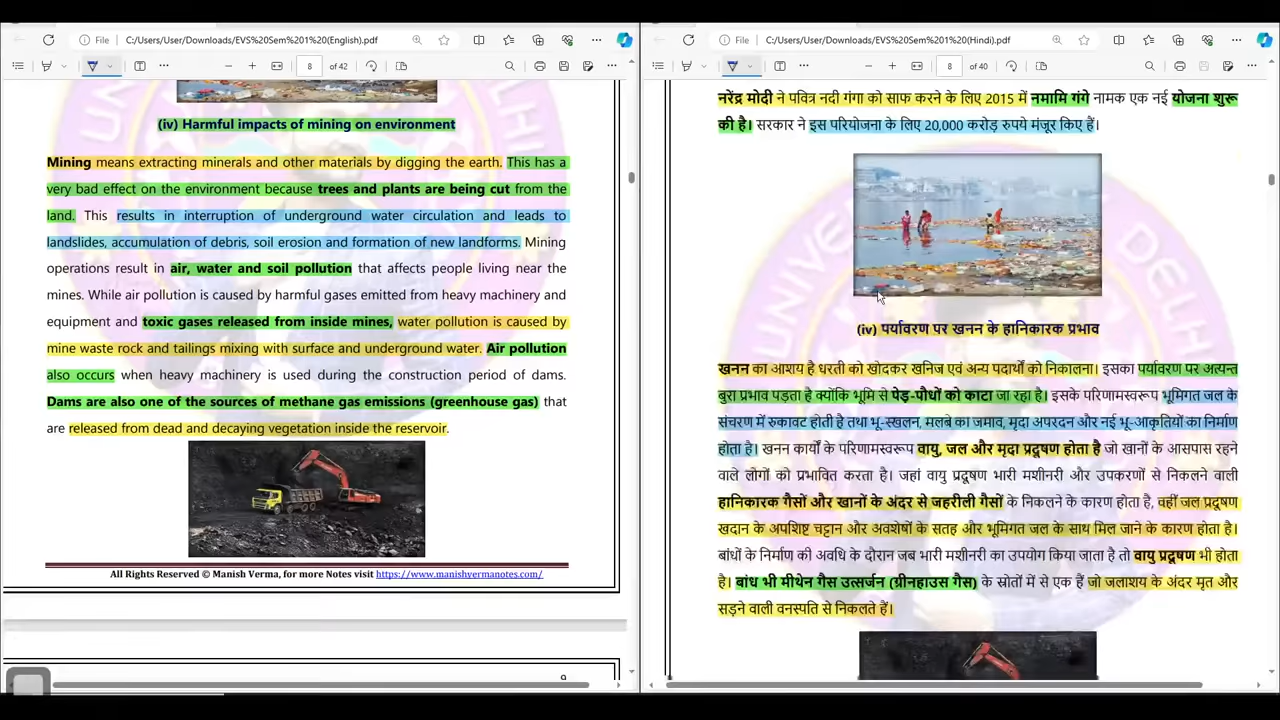 File C:/Users/User/Downloads/EVS%20Sem%201%20(English).pdf
8 of 42
(iv) Harmful impacts of mining on environment
Mining means extracting minerals and other materials by digging the earth. This has a
very bad effect on the environment because trees and plants are being cut from the
land. This results in interruption of underground water circulation and leads to
landslides, accumulation of debris, soil erosion and formation of new landforms. Mining
operations result in air, water and soil pollution that affects people living near the
mines. While air pollution is caused by harmful gases emitted from heavy machinery and
equipment and toxic gases released from inside mines, water pollution is caused by
mine waste rock and tailings mixing with surface and underground water. Air pollution
also occurs when heavy machinery is used during the construction period of dams.
Dams are also one of the sources of methane gas emissions (greenhouse gas) that
are released from dead and decaying vegetation inside the reservoir.
All Rights Reserved © Manish Verma, for more Notes visit https://www.manishvermanotes.com/
File C:/Users/User/Downloads/EVS%20Sem%201%20(Hindi).pdf
8 of 40
नरेंद्र मोदी ने पवित्र नदी गंगा को साफ करने के लिए 2015 में नमामि गंगे नामक एक नई योजना शुरू
की है। सरकार ने इस परियोजना के लिए 20,000 करोड़ रुपये मंजूर किए हैं।
(iv) पर्यावरण पर खनन के हानिकारक प्रभाव
खनन का आशय है धरती को खोदकर खनिज एवं अन्य पदार्थों को निकालना। इसका पर्यावरण पर अत्यन्त
बुरा प्रभाव पड़ता है क्योंकि भूमि से पेड़-पौधों को काटा जा रहा है। इसके परिणामस्वरूप भूमिगत जल के
संचरण में रुकावट होती है तथा भू-स्खलन, मलबे का जमाव, मृदा अपरदन और नई भू-आकृतियों का निर्माण
होता है। खनन कार्यों के परिणामस्वरूप वायु, जल और मृदा प्रदूषण होता है जो खानों के आसपास रहने
वाले लोगों को प्रभावित करता है। जहां वायु प्रदूषण भारी मशीनरी और उपकरणों से निकलने वाली
हानिकारक गैसों और खानों के अंदर से जहरीली गैसों के निकलने के कारण होता है, वहीं जल प्रदूषण
खदान के अपशिष्ट चट्टान और अवशेषों के सतह और भूमिगत जल के साथ मिल जाने के कारण होता है।
बांधों के निर्माण की अवधि के दौरान जब भारी मशीनरी का उपयोग किया जाता है तो वायु प्रदूषण भी होता
है। बांध भी मीथेन गैस उत्सर्जन (ग्रीनहाउस गैस) के स्रोतों में से एक हैं जो जलाशय के अंदर मृत और
सड़ने वाली वनस्पति से निकलते हैं।